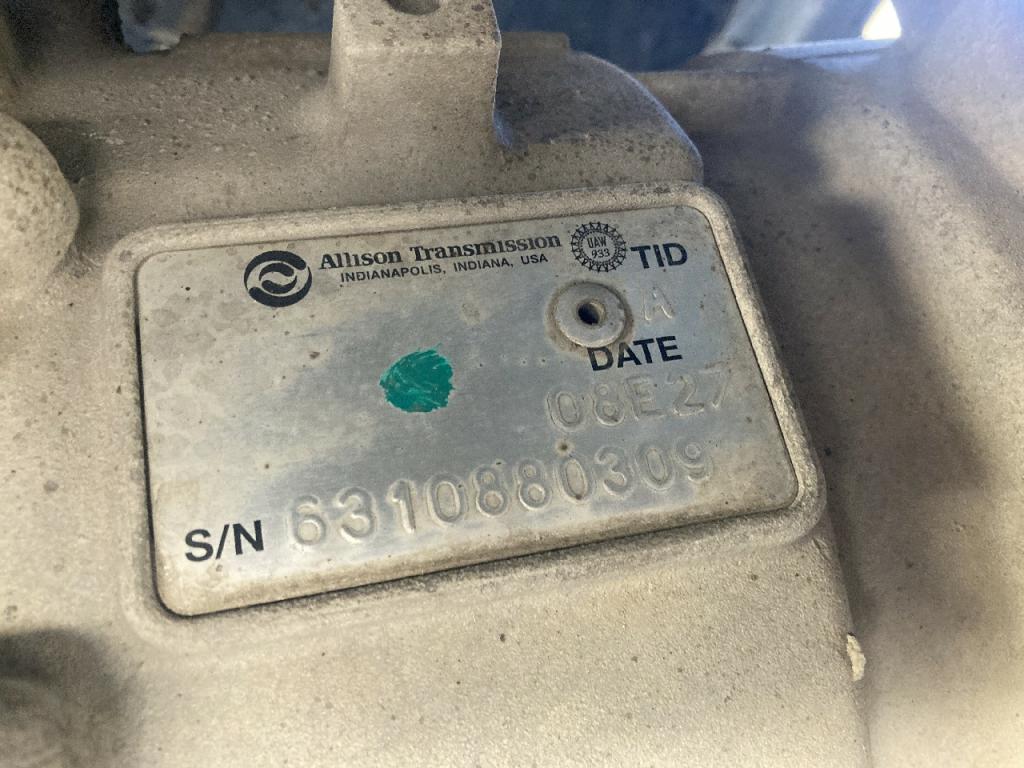 Allison Transmission
INDIANAPOLIS, INDIANA, USA
UAW
933
TID
A
DATE
08E27
S/N 6310880309